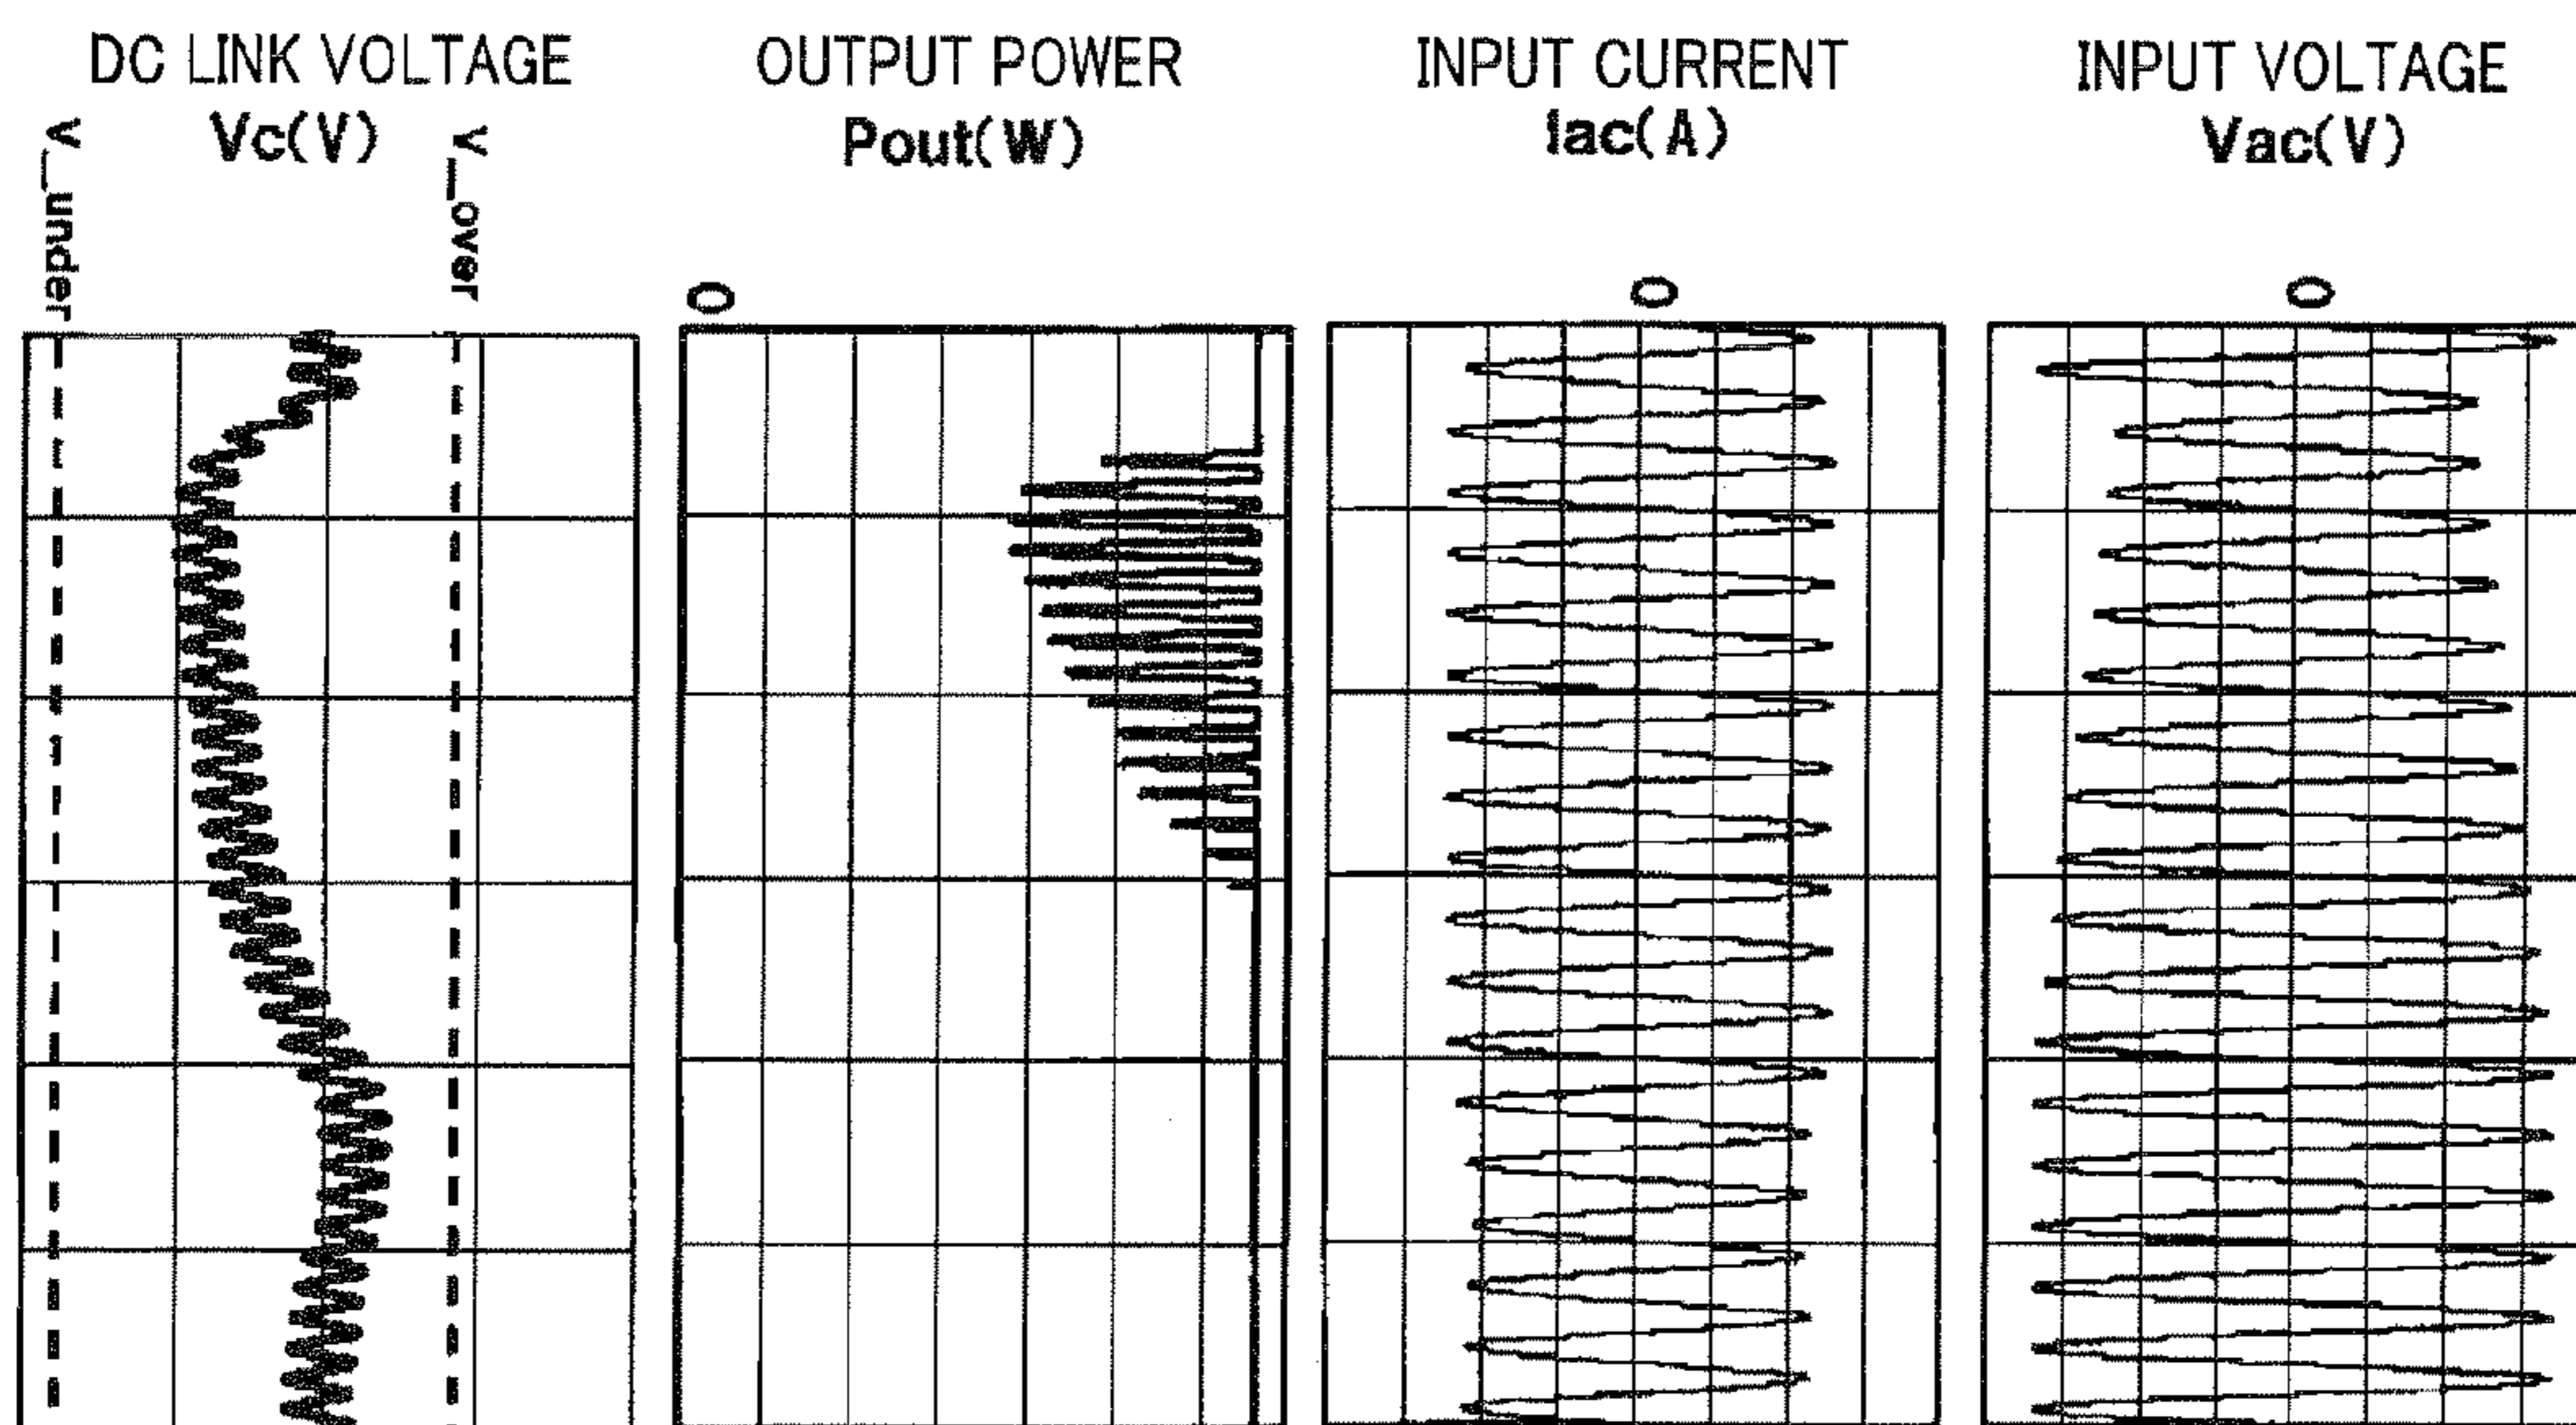 DC LINK VOLTAGE
Vc(V)
V_under
V_over
OUTPUT POWER
Pout(W)
0
INPUT CURRENT
Iac(A)
0
INPUT VOLTAGE
Vac(V)
0